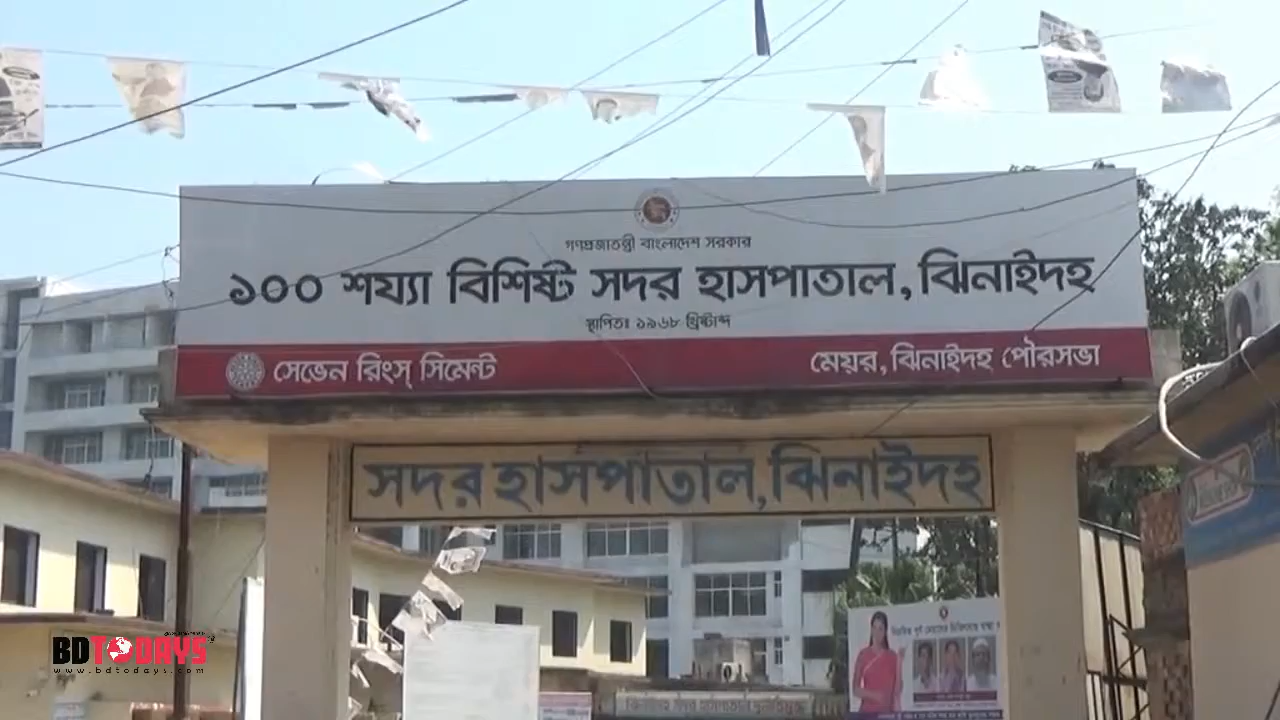 গণপ্রজাতন্ত্রী বাংলাদেশ সরকার
১০০ শয্যা বিশিষ্ট সদর হাসপাতাল, ঝিনাইদহ
স্থাপিতঃ ১৯৬৮ খ্রিষ্টাব্দ
সেভেন রিংস্ সিমেন্ট
মেয়র, ঝিনাইদহ পৌরসভা
সদর হাসপাতাল, ঝিনাইদহ
BDTODAYS
www.bdtodays.com